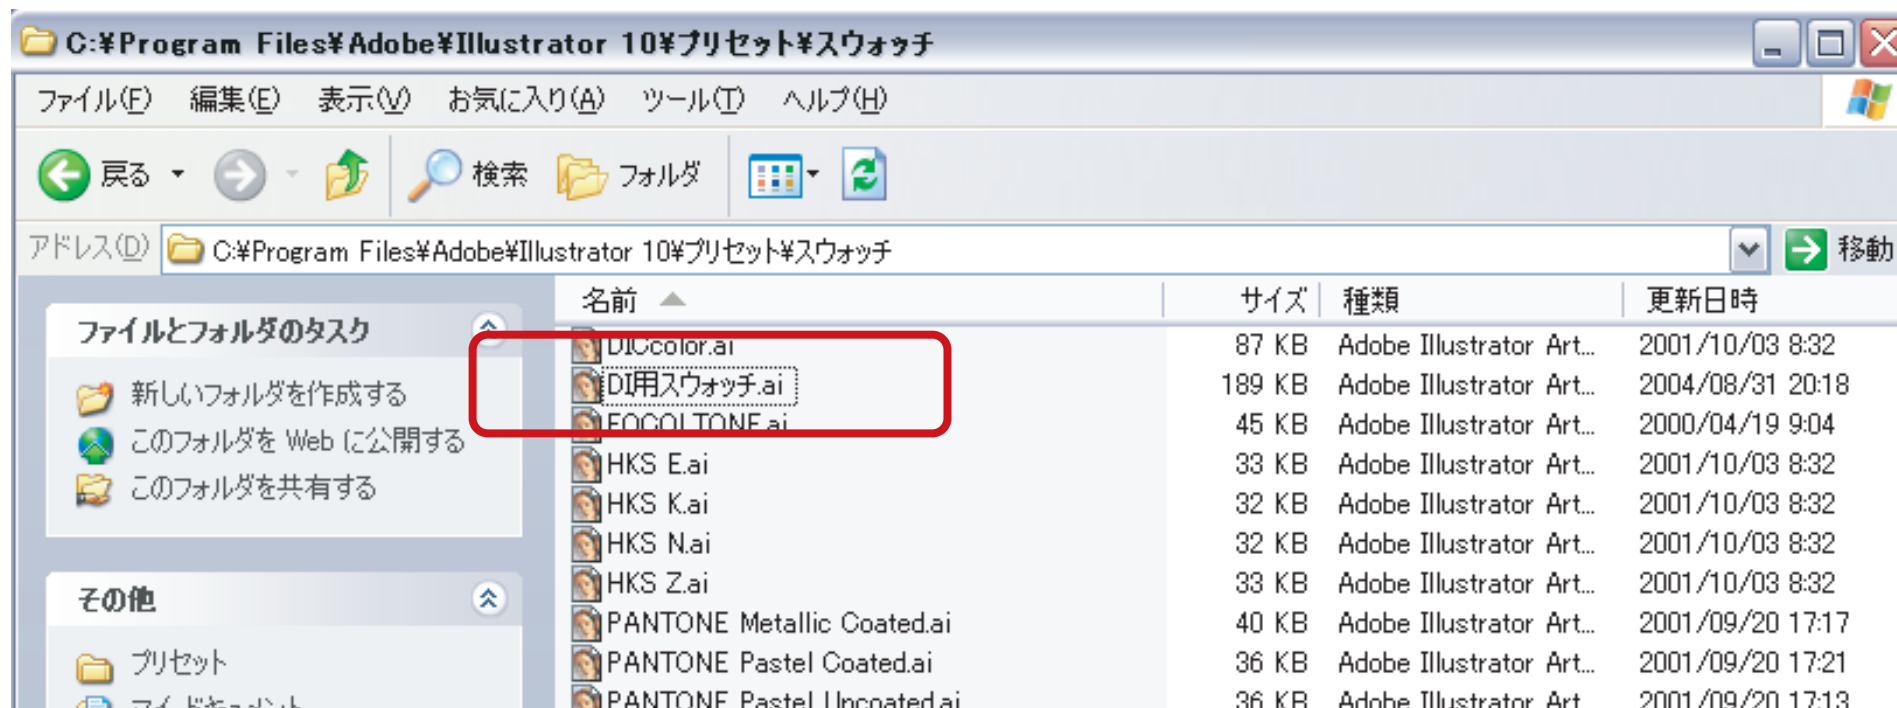 C:¥Program Files¥Adobe¥Illustrator 10¥プリセット¥スウォッチ
ファイル(F) 編集(E) 表示(V) お気に入り(A) ツール(T) ヘルプ(H)
戻る 検索 フォルダ
アドレス(D) C:¥Program Files¥Adobe¥Illustrator 10¥プリセット¥スウォッチ 移動
ファイルとフォルダのタスク
新しいフォルダを作成する
このフォルダを Web に公開する
このフォルダを共有する
その他
プリセット
マイ ドキュメント
名前 サイズ 種類 更新日時
DICcolor.ai 87 KB Adobe Illustrator Art... 2001/10/03 8:32
DI用スウォッチ.ai 189 KB Adobe Illustrator Art... 2004/08/31 20:18
FOCOLTONE.ai 45 KB Adobe Illustrator Art... 2000/04/19 9:04
HKS E.ai 33 KB Adobe Illustrator Art... 2001/10/03 8:32
HKS K.ai 32 KB Adobe Illustrator Art... 2001/10/03 8:32
HKS N.ai 32 KB Adobe Illustrator Art... 2001/10/03 8:32
HKS Z.ai 33 KB Adobe Illustrator Art... 2001/10/03 8:32
PANTONE Metallic Coated.ai 40 KB Adobe Illustrator Art... 2001/09/20 17:17
PANTONE Pastel Coated.ai 36 KB Adobe Illustrator Art... 2001/09/20 17:21
PANTONE Pastel Uncoated.ai 36 KB Adobe Illustrator Art... 2001/09/20 17:13